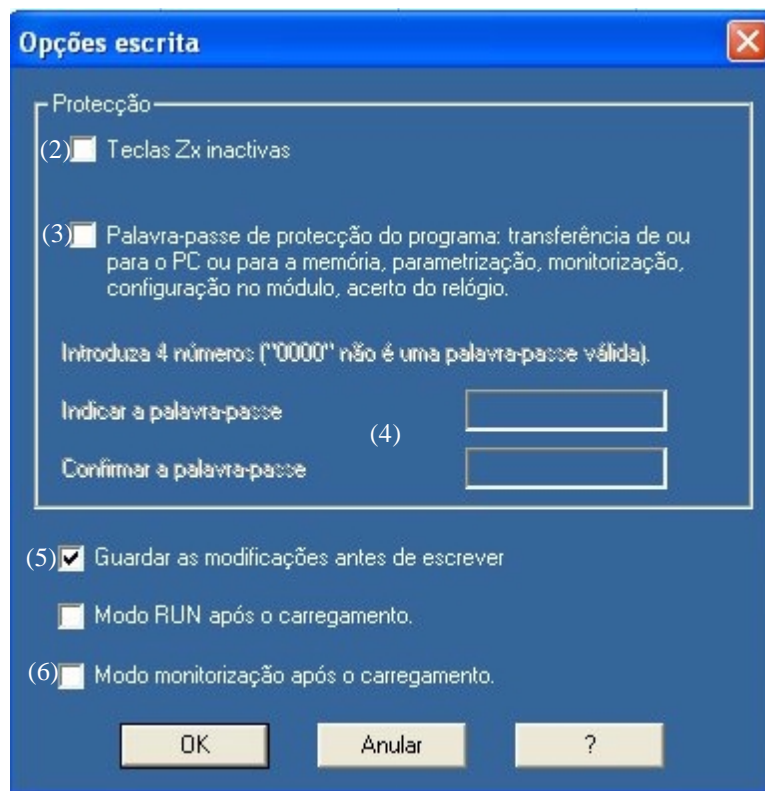 Opções escrita
Protecção
(2) Teclas Zx inactivas
(3) Palavra-passe de protecção do programa: transferência de ou
para o PC ou para a memória, parametrização, monitorização,
configuração no módulo, acerto do relógio.
Introduza 4 números ("0000" não é uma palavra-passe válida).
Indicar a palavra-passe
(4)
Confirmar a palavra-passe
(5) Guardar as modificações antes de escrever
Modo RUN após o carregamento.
(6) Modo monitorização após o carregamento.
OK Anular ?